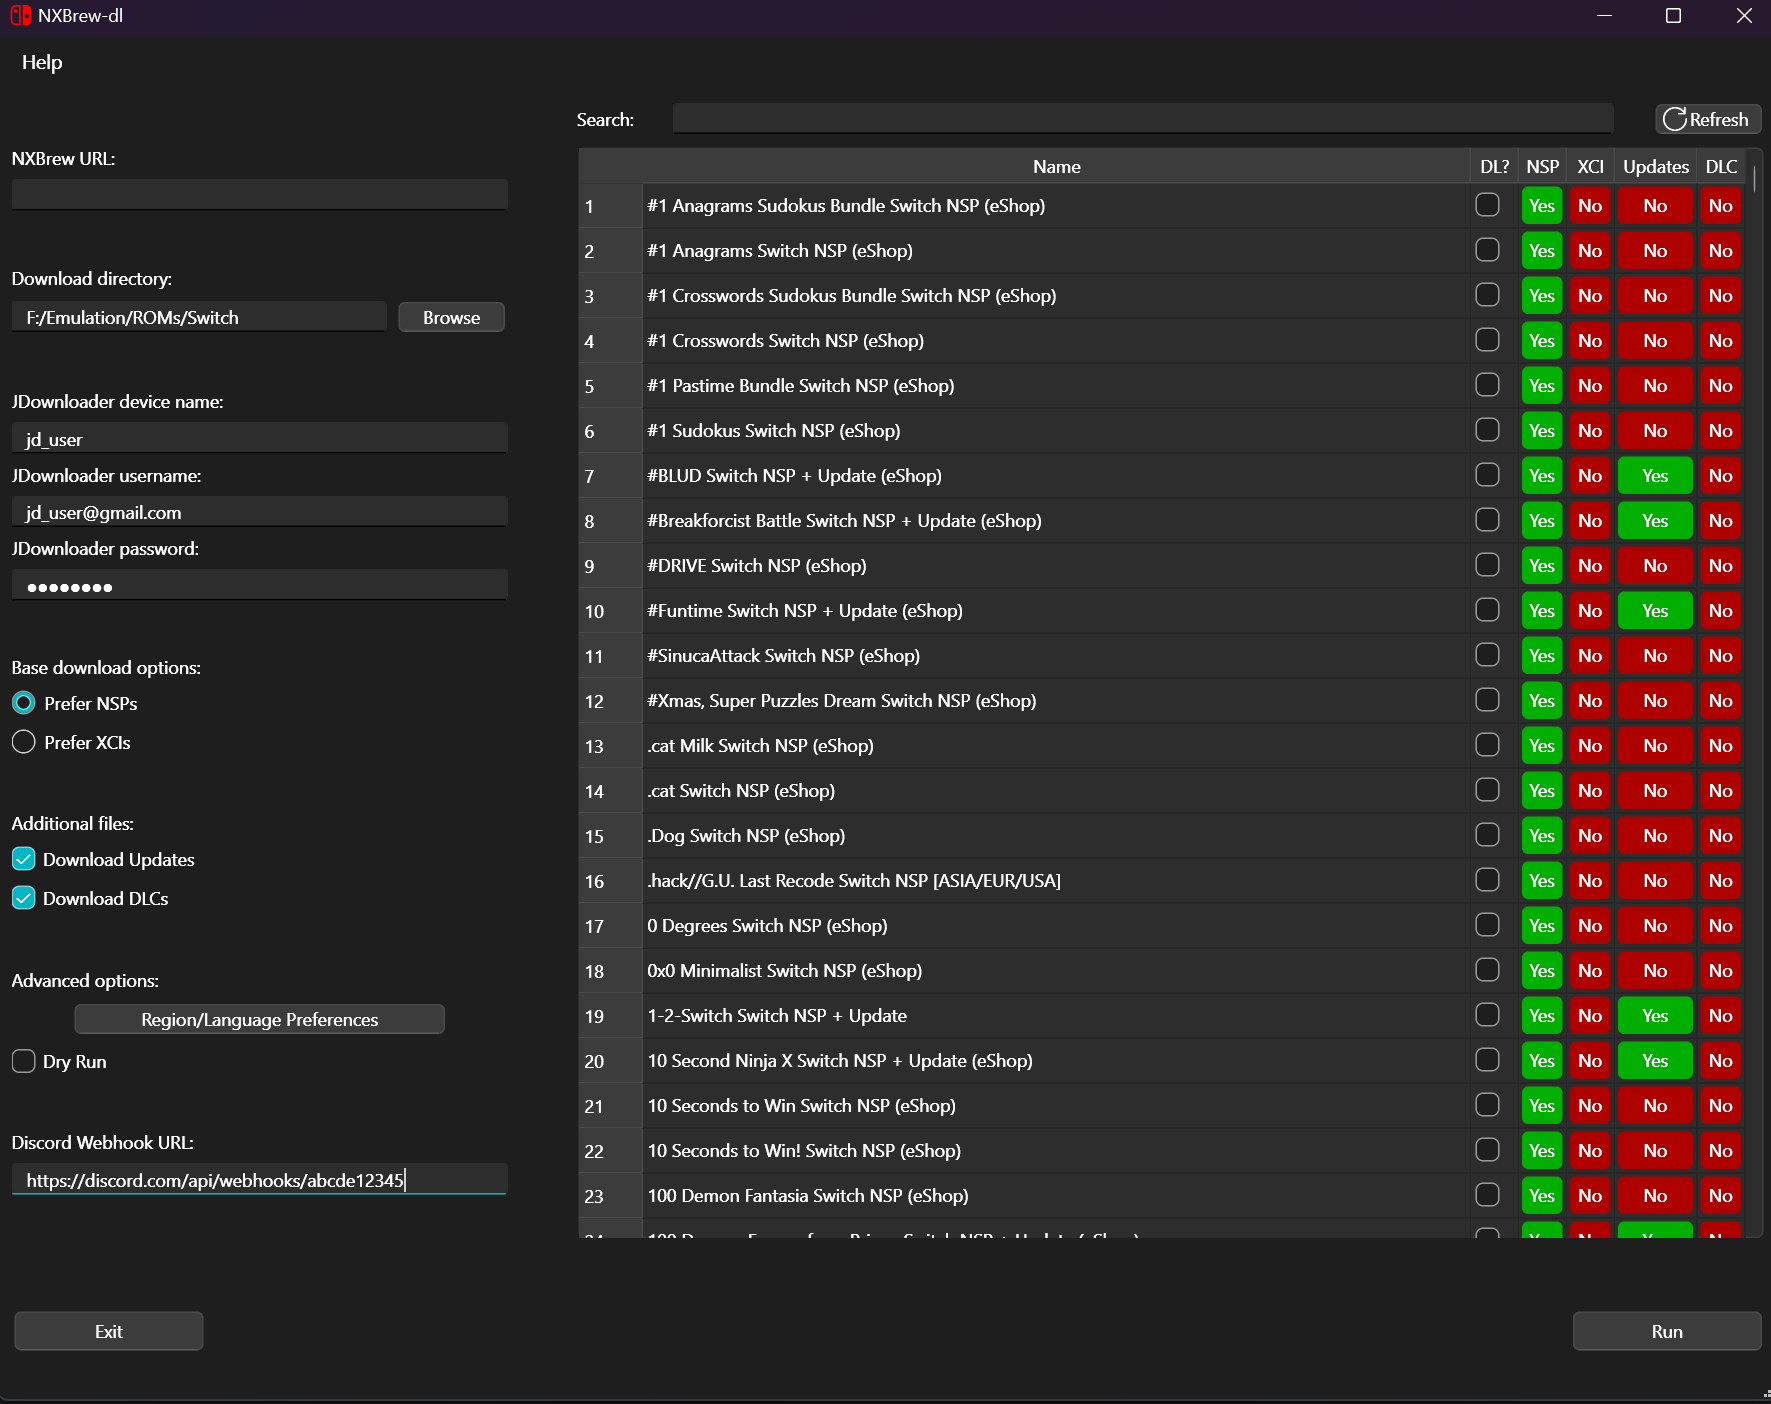 NXBrew-dl
Help
NXBrew URL:
Download directory:
F:/Emulation/ROMs/Switch Browse
JDownloader device name:
jd_user
JDownloader username:
jd_user@gmail.com
JDownloader password:
Base download options:
Prefer NSPs
Prefer XCIs
Additional files:
Download Updates
Download DLCs
Advanced options:
Region/Language Preferences
Dry Run
Discord Webhook URL:
https://discord.com/api/webhooks/abcde12345
Exit
Search: Refresh
Name DL? NSP XCI Updates DLC
1 #1 Anagrams Sudokus Bundle Switch NSP (eShop) Yes No No No
2 #1 Anagrams Switch NSP (eShop) Yes No No No
3 #1 Crosswords Sudokus Bundle Switch NSP (eShop) Yes No No No
4 #1 Crosswords Switch NSP (eShop) Yes No No No
5 #1 Pastime Bundle Switch NSP (eShop) Yes No No No
6 #1 Sudokus Switch NSP (eShop) Yes No No No
7 #BLUD Switch NSP + Update (eShop) Yes No Yes No
8 #Breakforcist Battle Switch NSP + Update (eShop) Yes No Yes No
9 #DRIVE Switch NSP (eShop) Yes No No No
10 #Funtime Switch NSP + Update (eShop) Yes No Yes No
11 #SinucaAttack Switch NSP (eShop) Yes No No No
12 #Xmas, Super Puzzles Dream Switch NSP (eShop) Yes No No No
13 .cat Milk Switch NSP (eShop) Yes No No No
14 .cat Switch NSP (eShop) Yes No No No
15 .Dog Switch NSP (eShop) Yes No No No
16 .hack//G.U. Last Recode Switch NSP [ASIA/EUR/USA] Yes No No No
17 0 Degrees Switch NSP (eShop) Yes No No No
18 0x0 Minimalist Switch NSP (eShop) Yes No No No
19 1-2-Switch Switch NSP + Update Yes No Yes No
20 10 Second Ninja X Switch NSP + Update (eShop) Yes No Yes No
21 10 Seconds to Win Switch NSP (eShop) Yes No No No
22 10 Seconds to Win! Switch NSP (eShop) Yes No No No
23 100 Demon Fantasia Switch NSP (eShop) Yes No No No
Run